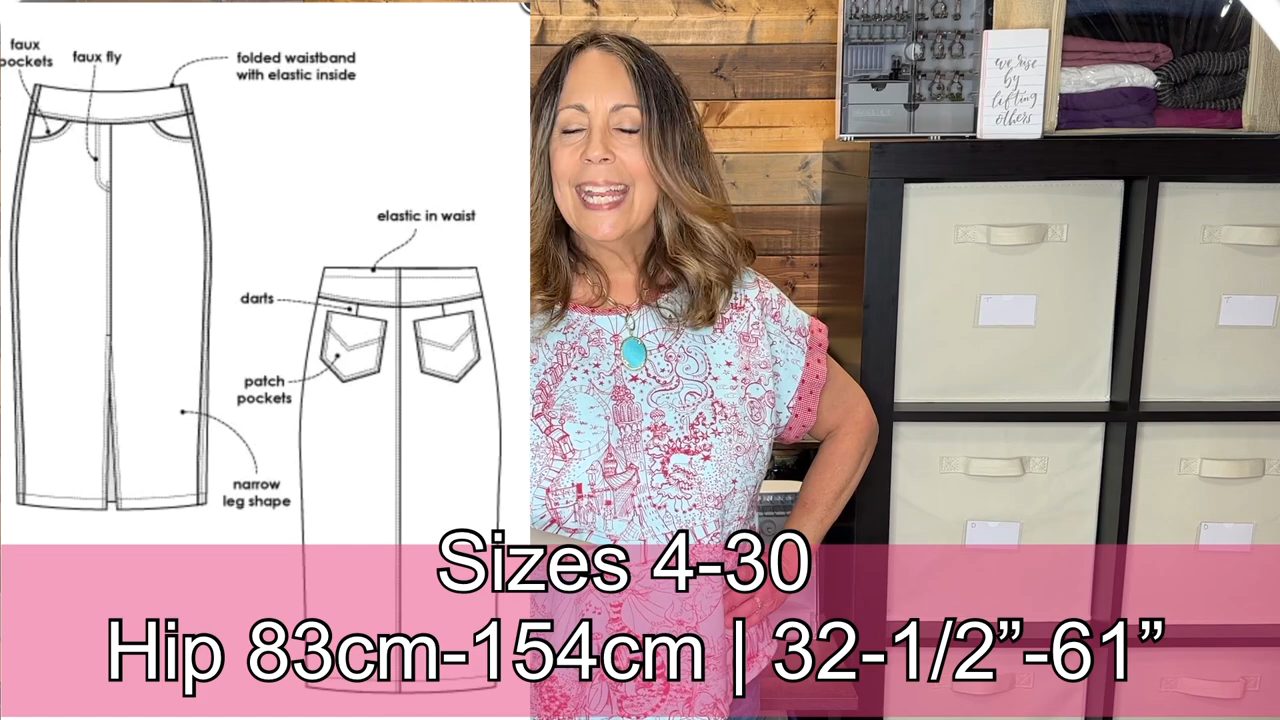 faux
pockets
faux fly
folded waistband
with elastic inside
elastic in waist
darts
patch
pockets
narrow
leg shape
we rise
by
lifting
others
T
D
D
Sizes 4-30
Hip 83cm-154cm | 32-1/2”-61”